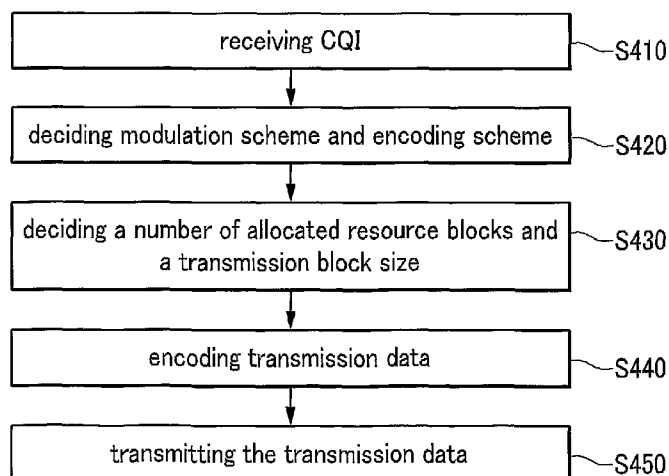 receiving CQI
S410
deciding modulation scheme and encoding scheme
S420
deciding a number of allocated resource blocks and
a transmission block size
S430
encoding transmission data
S440
transmitting the transmission data
S450